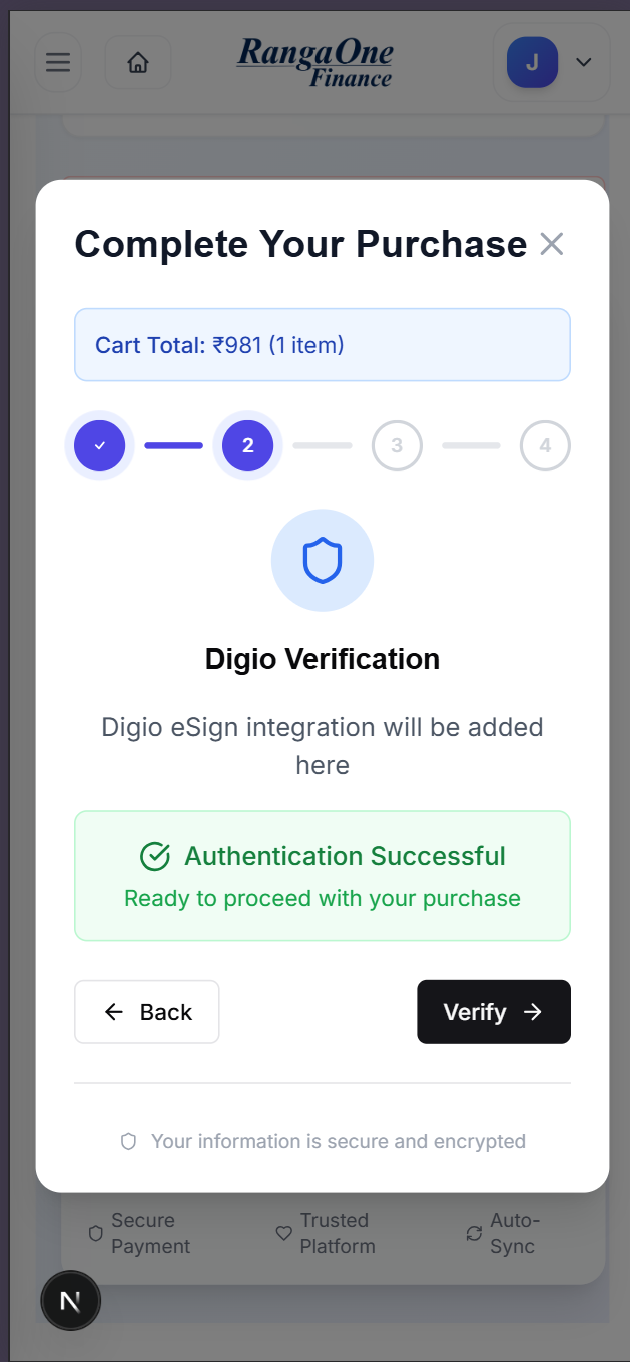 RangaOne
Finance
J
Complete Your Purchase
Cart Total: ₹981 (1 item)
2
3
4
Digio Verification
Digio eSign integration will be added
here
Authentication Successful
Ready to proceed with your purchase
Back
Verify
Your information is secure and encrypted
Secure
Payment
Trusted
Platform
Auto-
Sync
N